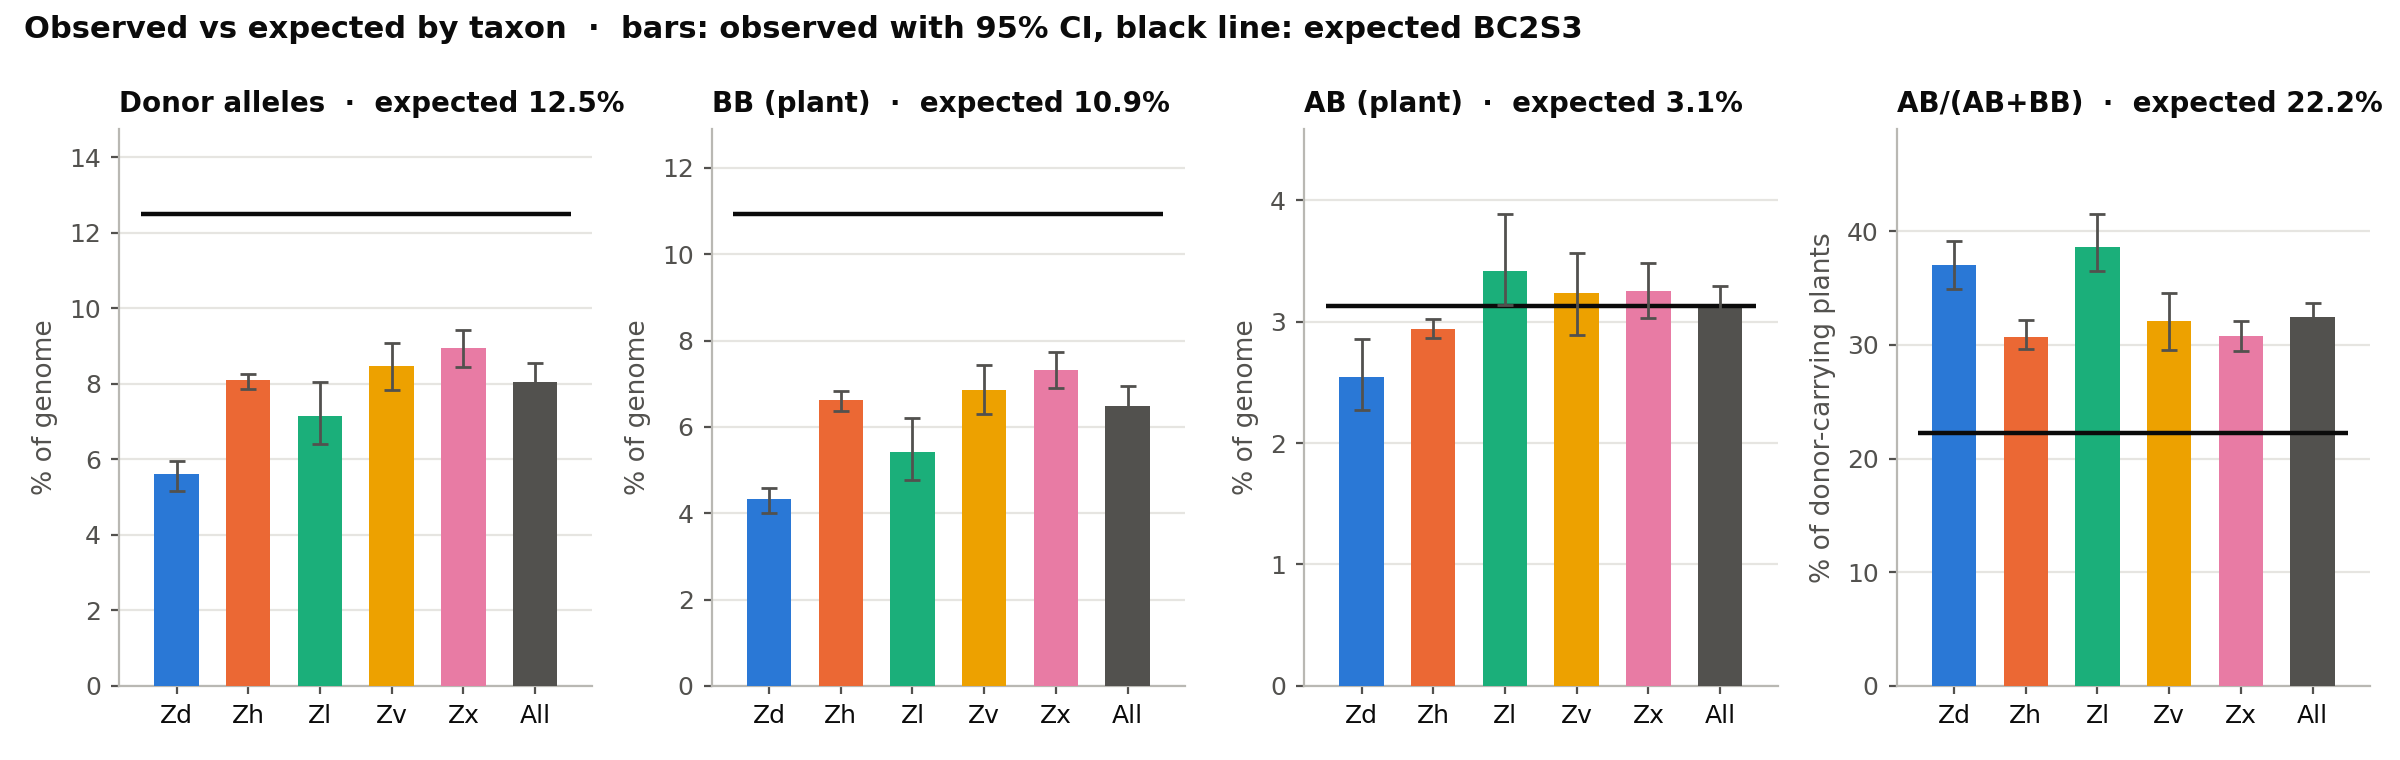 Observed vs expected by taxon · bars: observed with 95% CI, black line: expected BC2S3
Donor alleles · expected 12.5%
% of genome
14
12
10
8
6
4
2
0
Zd Zh Zl Zv Zx All
BB (plant) · expected 10.9%
% of genome
12
10
8
6
4
2
0
Zd Zh Zl Zv Zx All
AB (plant) · expected 3.1%
% of genome
4
3
2
1
0
Zd Zh Zl Zv Zx All
AB/(AB+BB) · expected 22.2%
% of donor-carrying plants
40
30
20
10
0
Zd Zh Zl Zv Zx All